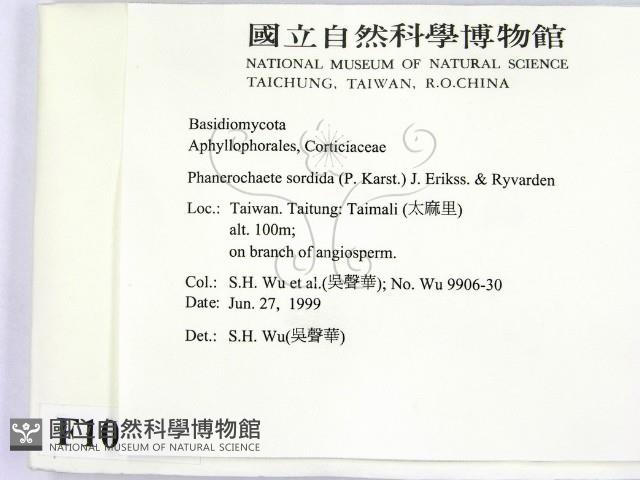 國立自然科學博物館
NATIONAL MUSEUM OF NATURAL SCIENCE
TAICHUNG, TAIWAN, R.O.CHINA
Basidiomycota
Aphyllophorales, Corticiaceae
Phanerochaete sordida (P. Karst.) J. Erikss. & Ryvarden
Loc.: Taiwan. Taitung: Taimali (太麻里)
alt. 100m;
on branch of angiosperm.
Col.: S.H. Wu et al.(吳聲華); No. Wu 9906-30
Date: Jun. 27, 1999
Det.: S.H. Wu(吳聲華)
F10
國立自然科學博物館
NATIONAL MUSEUM OF NATURAL SCIENCE